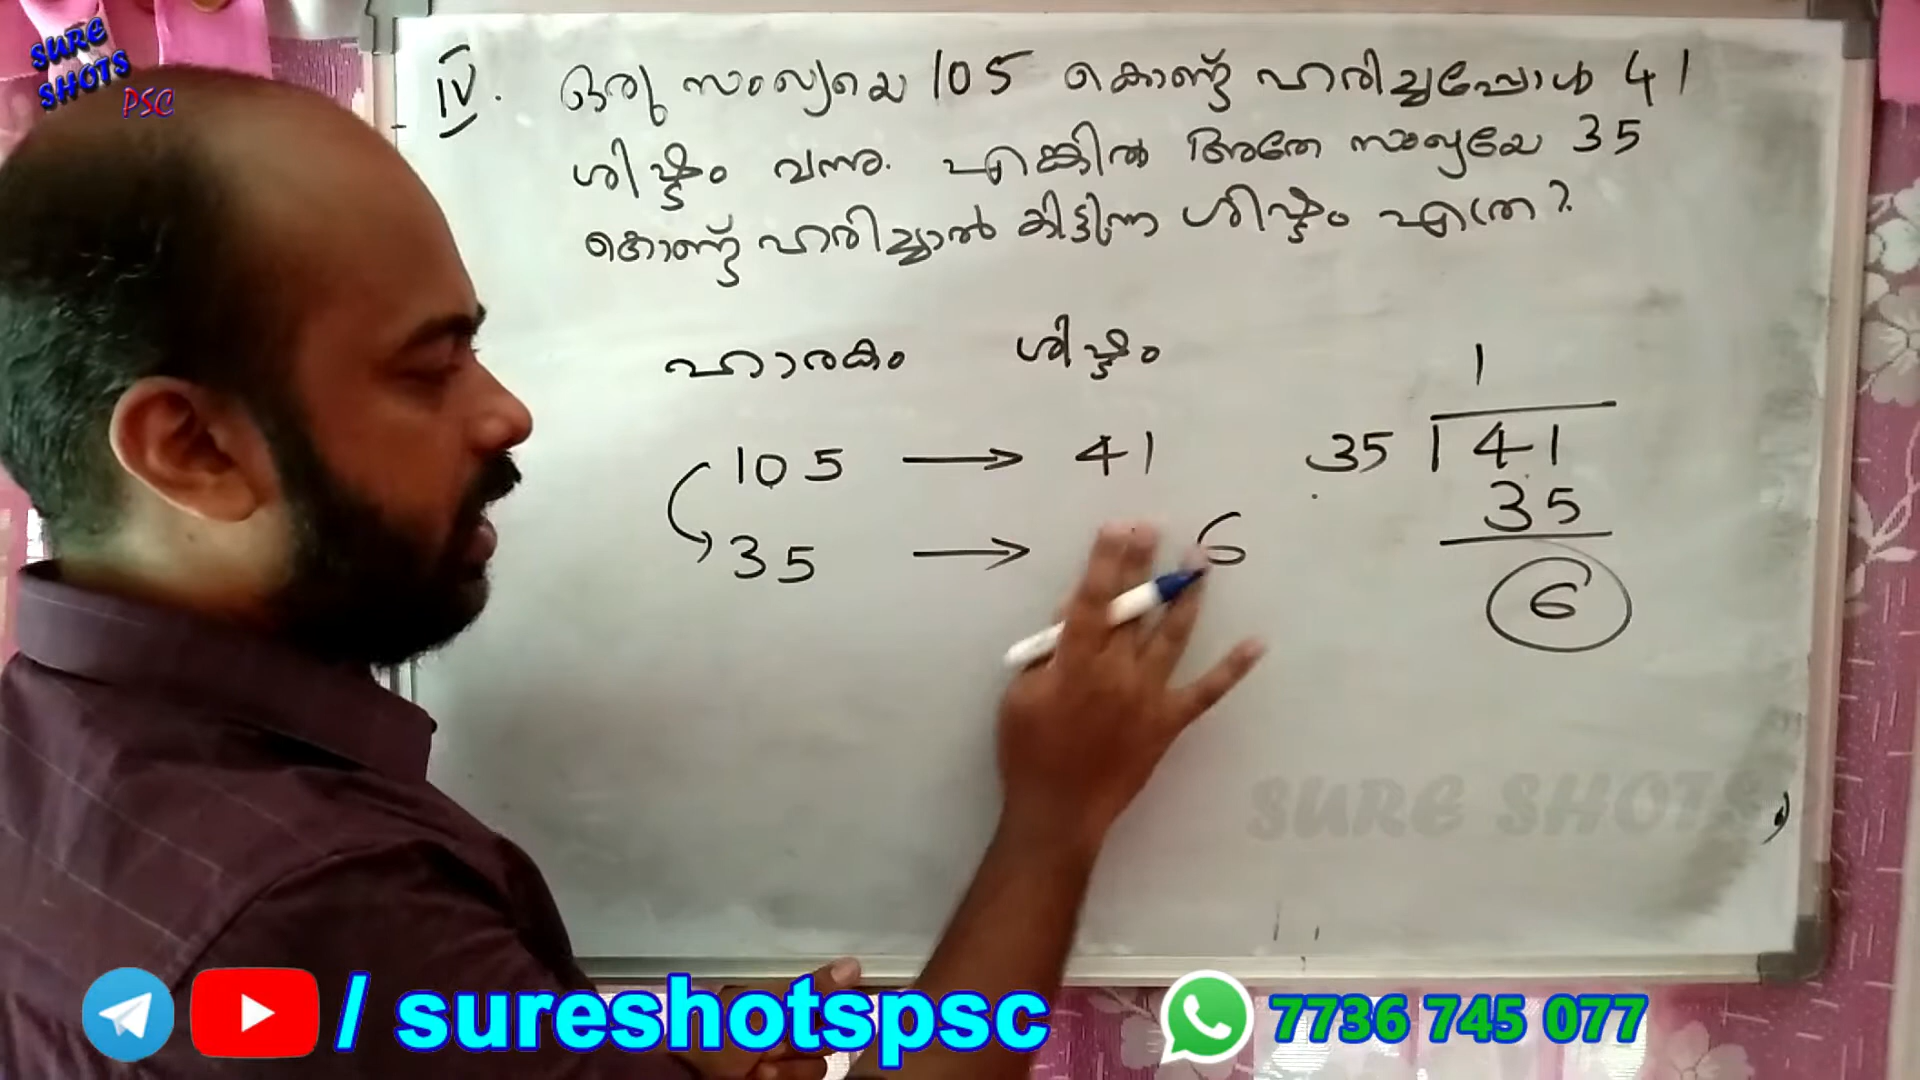 SURE
SHOTS
PSC
IV. ഒരു സംഖ്യയെ 105 കൊണ്ട് ഹരിച്ചപ്പോൾ 41
ശിഷ്ടം വന്നു. എങ്കിൽ അതേ സംഖ്യയേ 35
കൊണ്ട് ഹരിച്ചാൽ കിട്ടുന്ന ശിഷ്ടം എത്ര?
ഹാരകം ശിഷ്ടം
105 → 41
35 → 6
1
35 41
35
6
SURE SHOTS
/ sureshotspsc
7736 745 077